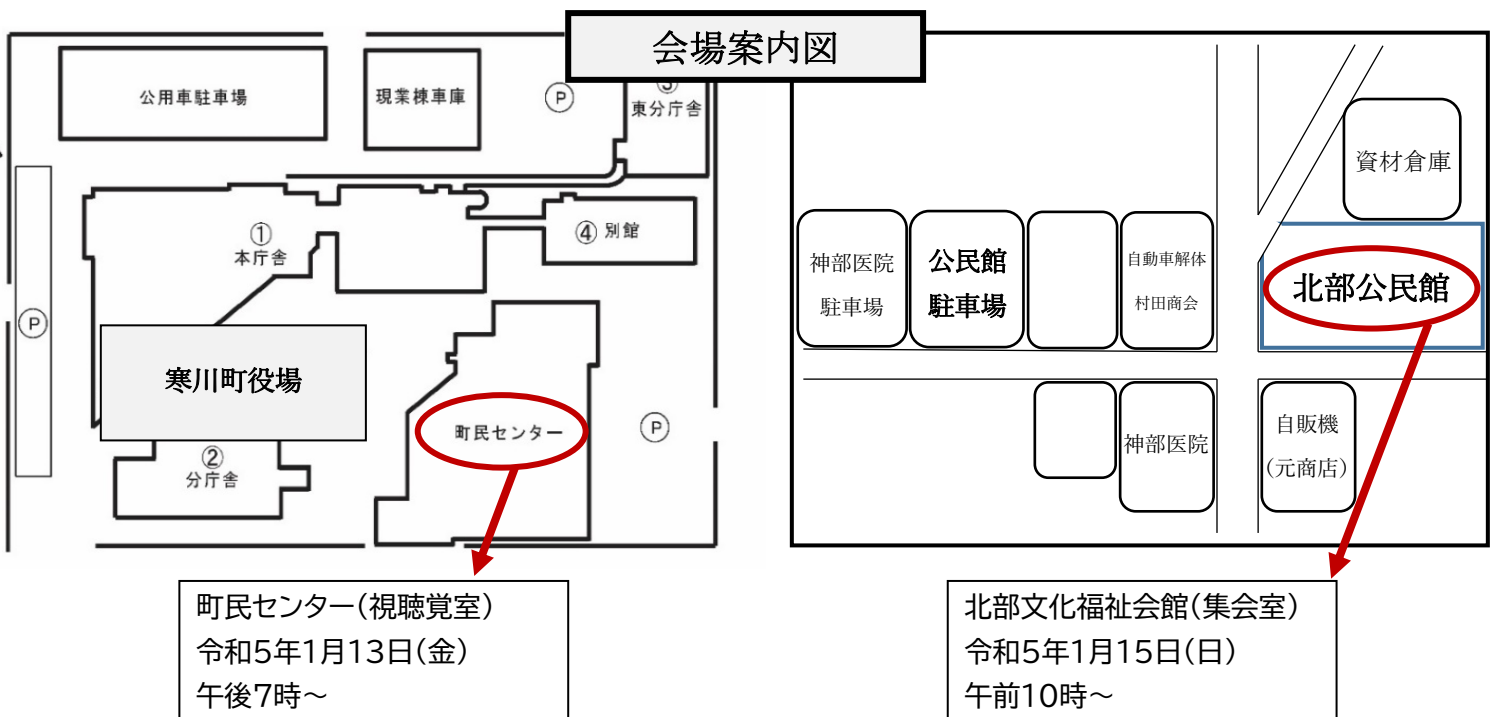 会場案内図
公用車駐車場
現業棟車庫
P
東分庁舎
①
本庁舎
④ 別館
P
寒川町役場
町民センター
P
②
分庁舎
資材倉庫
神部医院
駐車場
公民館
駐車場
自動車解体
村田商会
北部公民館
神部医院
自販機
(元商店)
町民センター(視聴覚室)
令和5年1月13日(金)
午後7時~
北部文化福祉会館(集会室)
令和5年1月15日(日)
午前10時~